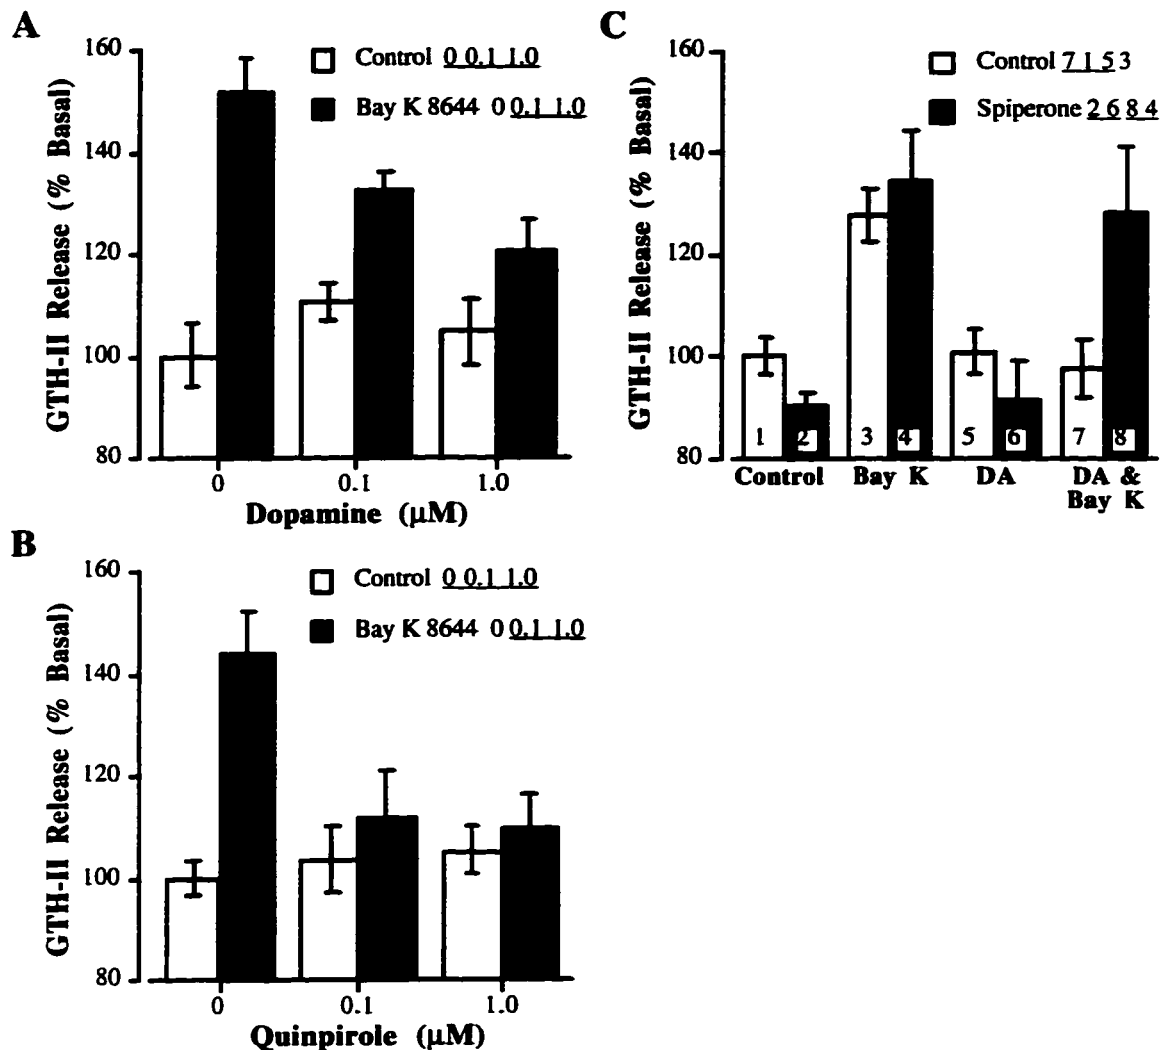 A
GTH-II Release (% Basal)
160
140
120
100
80
Control 0 0.1 1.0
Bay K 8644 0 0.1 1.0
0 0.1 1.0
Dopamine (μM)
B
GTH-II Release (% Basal)
160
140
120
100
80
Control 0 0.1 1.0
Bay K 8644 0 0.1 1.0
0 0.1 1.0
Quinpirole (μM)
C
GTH-II Release (% Basal)
160
140
120
100
80
Control 7 1 5 3
Spiperone 2 6 8 4
1 2 3 4 5 6 7 8
Control Bay K DA DA &
Bay K